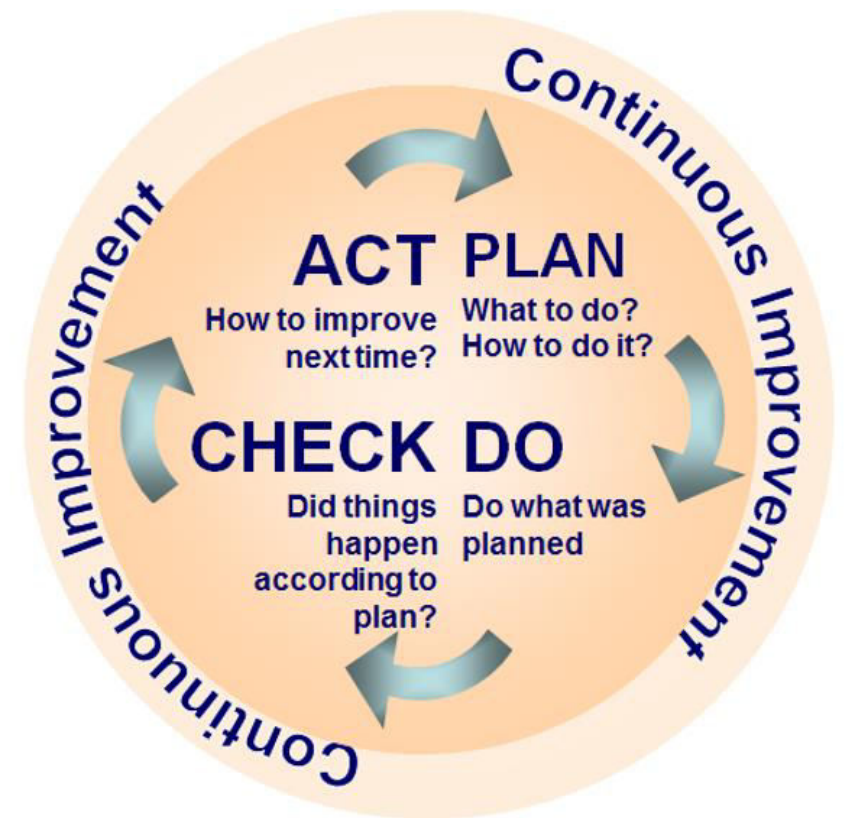 Continuous Improvement
Continuous Improvement
ACT
How to improve
next time?
PLAN
What to do?
How to do it?
CHECK
Did things
happen
according to
plan?
DO
Do what was
planned